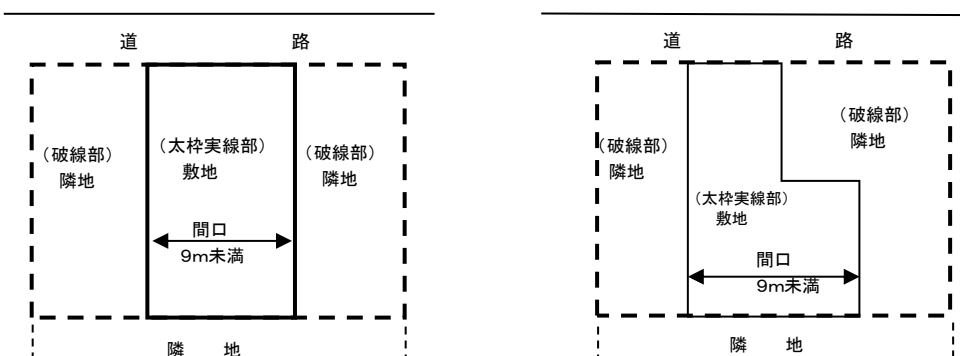 道 路
（破線部）
隣地
（太枠実線部）
敷地
（破線部）
隣地
間口
9m未満
隣 地
道 路
（破線部）
隣地
（破線部）
隣地
（太枠実線部）
敷地
間口
9m未満
隣 地